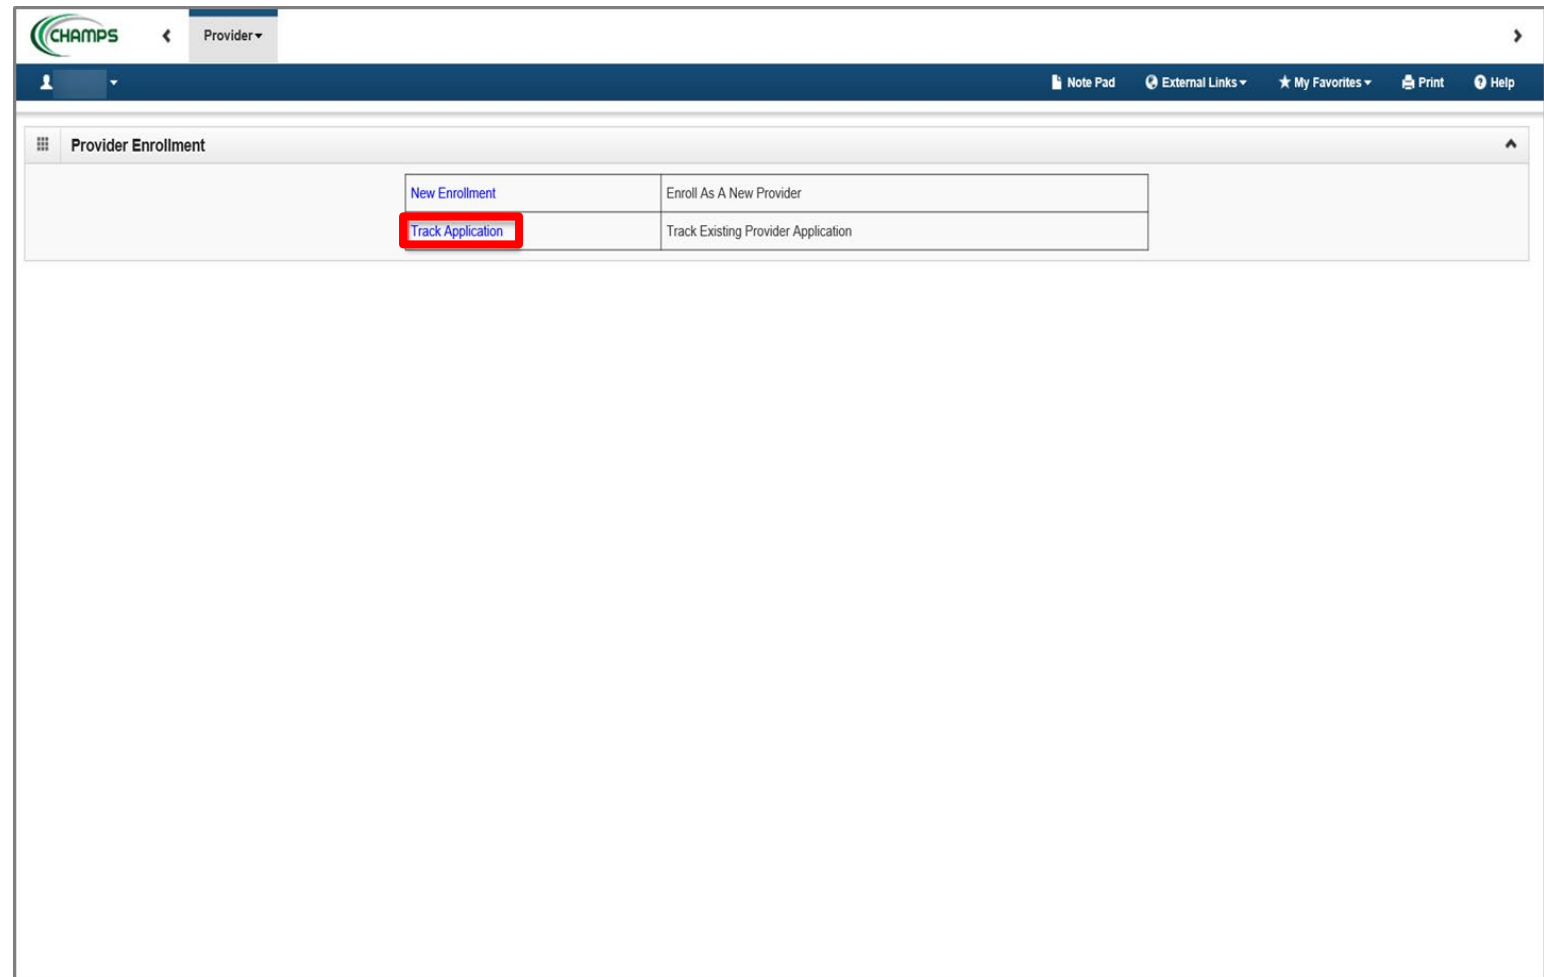 CHAMPS Provider
Note Pad External Links My Favorites Print Help
Provider Enrollment
New Enrollment Enroll As A New Provider
Track Application Track Existing Provider Application